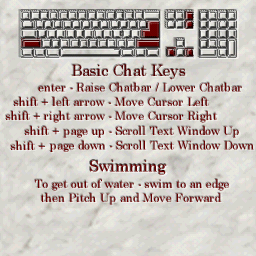 Basic Chat Keys
enter - Raise Chatbar / Lower Chatbar
shift + left arrow - Move Cursor Left
shift + right arrow - Move Cursor Right
shift + page up - Scroll Text Window Up
shift + page down - Scroll Text Window Down
Swimming
To get out of water - swim to an edge
then Pitch Up and Move Forward